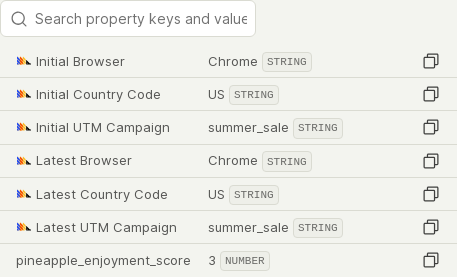 Search property keys and value
Initial Browser Chrome STRING
Initial Country Code US STRING
Initial UTM Campaign summer_sale STRING
Latest Browser Chrome STRING
Latest Country Code US STRING
Latest UTM Campaign summer_sale STRING
pineapple_enjoyment_score 3 NUMBER